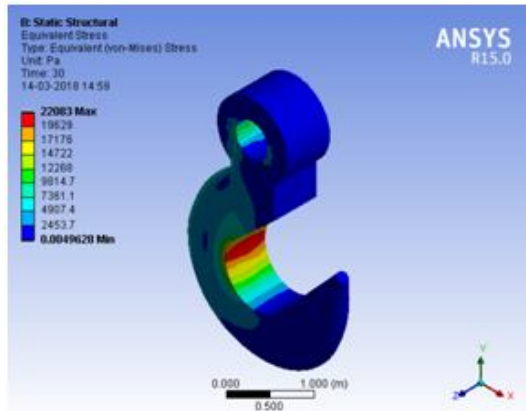 B: Static Structural
Equivalent Stress
Type: Equivalent (von-Mises) Stress
Unit: Pa
Time: 30
14-03-2018 14:58
22083 Max
19629
17176
14722
12268
9814.7
7361.1
4907.4
2453.7
0.0049628 Min
ANSYS
R15.0
0.000 1.000 (m)
0.500
Y
Z X